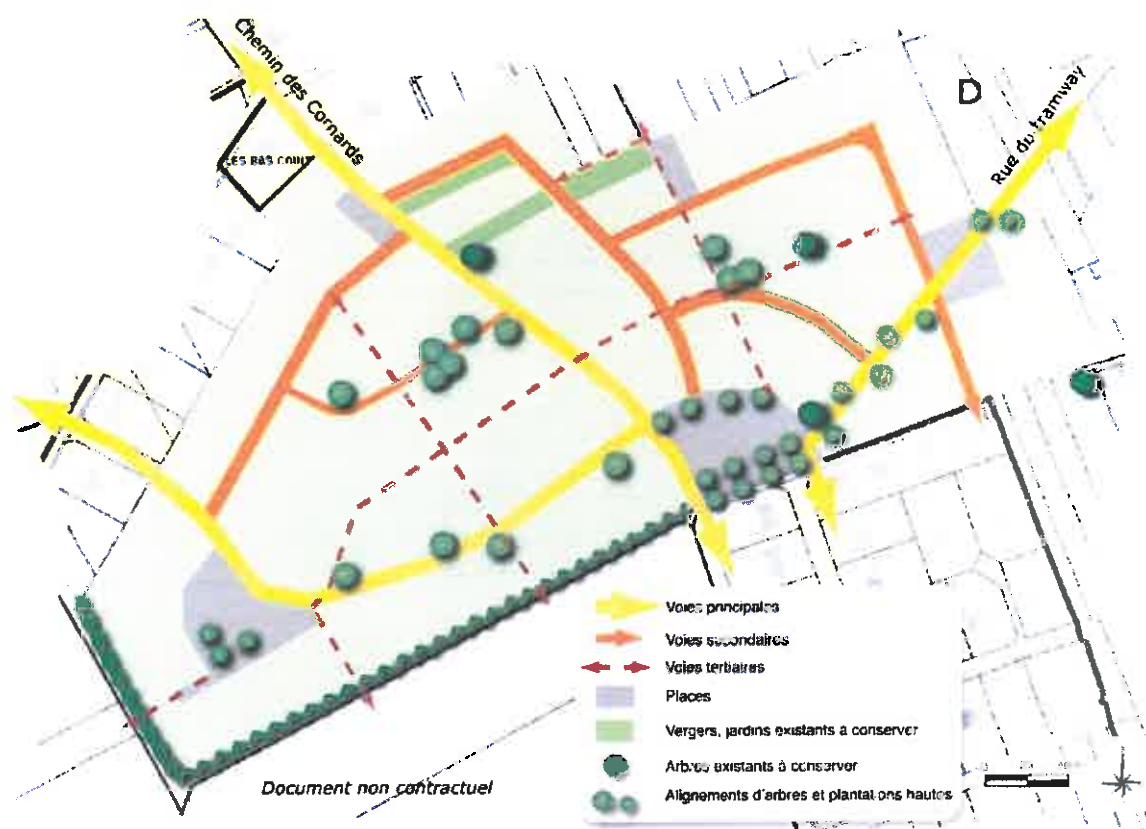 Chemin des Cornards
LES BAS
D
Rue du tramway
Voies principales
Voies secondaires
Voies tertiaires
Places
Vergers, jardins existants à conserver
Arbres existants à conserver
Alignements d'arbres et plantations hautes
Document non contractuel